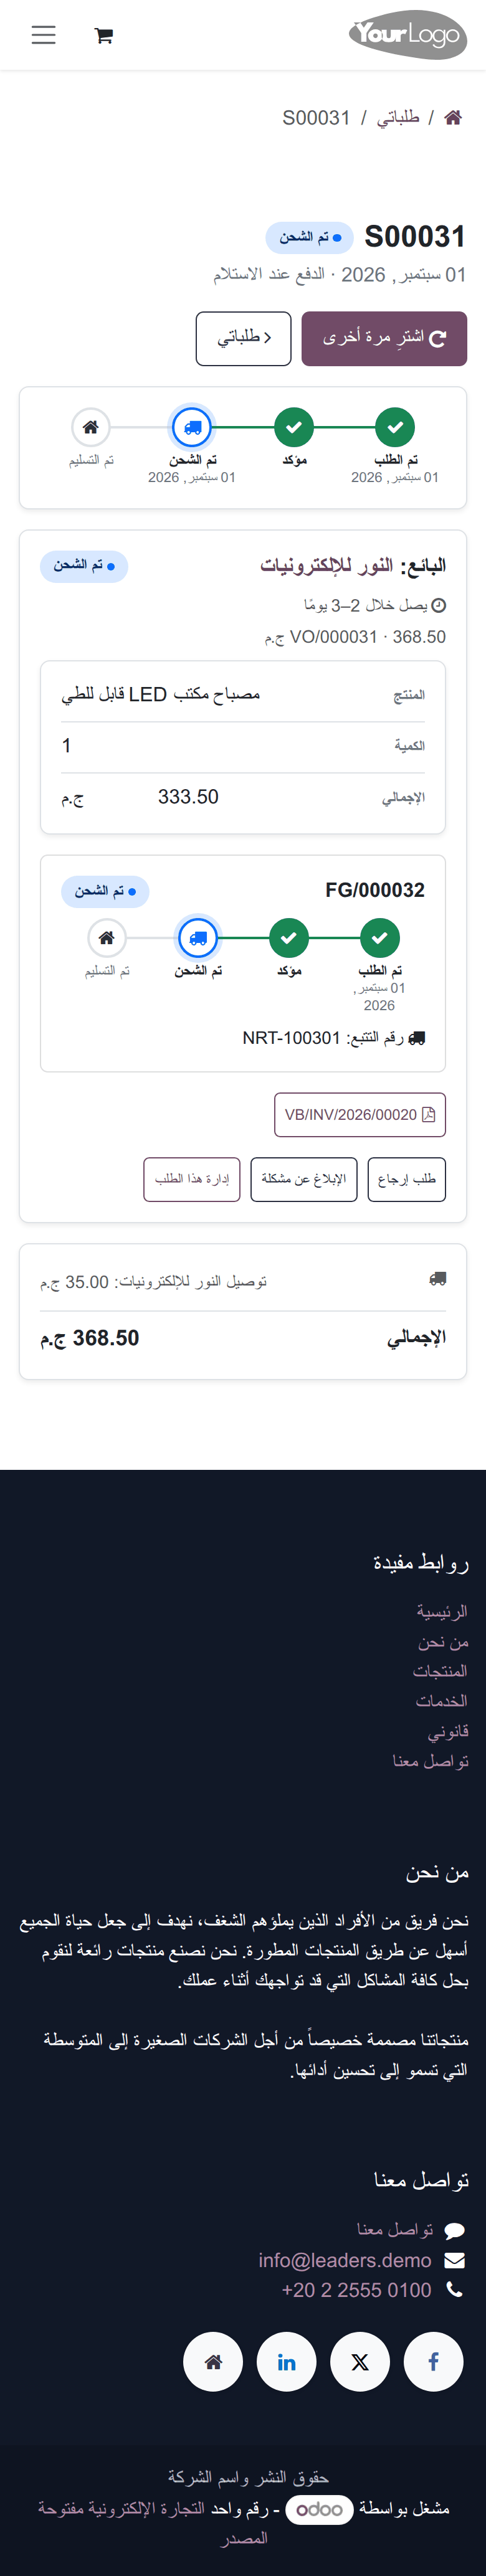 YourLogo
/ طلباتي / S00031
S00031 تم الشحن
01 سبتمبر, 2026 · الدفع عند الاستلام
اشترِ مرة أخرى
طلباتي
تم الطلب مؤكد تم الشحن تم التسليم
01 سبتمبر, 2026 01 سبتمبر, 2026
البائع: النور للإلكترونيات تم الشحن
يصل خلال 2–3 يومًا
VO/000031 · 368.50 ج.م
المنتج مصباح مكتب LED قابل للطي
الكمية 1
الإجمالي 333.50 ج.م
FG/000032 تم الشحن
تم الطلب مؤكد تم الشحن تم التسليم
01 سبتمبر,
2026
رقم التتبع: NRT-100301
VB/INV/2026/00020
طلب إرجاع الإبلاغ عن مشكلة إدارة هذا الطلب
توصيل النور للإلكترونيات: 35.00 ج.م
الإجمالي 368.50 ج.م
روابط مفيدة
الرئيسية
من نحن
المنتجات
الخدمات
قانوني
تواصل معنا
من نحن
نحن فريق من الأفراد الذين يملؤهم الشغف، نهدف إلى جعل حياة الجميع
أسهل عن طريق المنتجات المطورة. نحن نصنع منتجات رائعة لنقوم
بحل كافة المشاكل التي قد تواجهك أثناء عملك.
منتجاتنا مصممة خصيصاً من أجل الشركات الصغيرة إلى المتوسطة
التي تسمو إلى تحسين أدائها.
تواصل معنا
تواصل معنا
info@leaders.demo
+20 2 2555 0100
حقوق النشر واسم الشركة
مشغل بواسطة odoo - رقم واحد التجارة الإلكترونية مفتوحة
المصدر